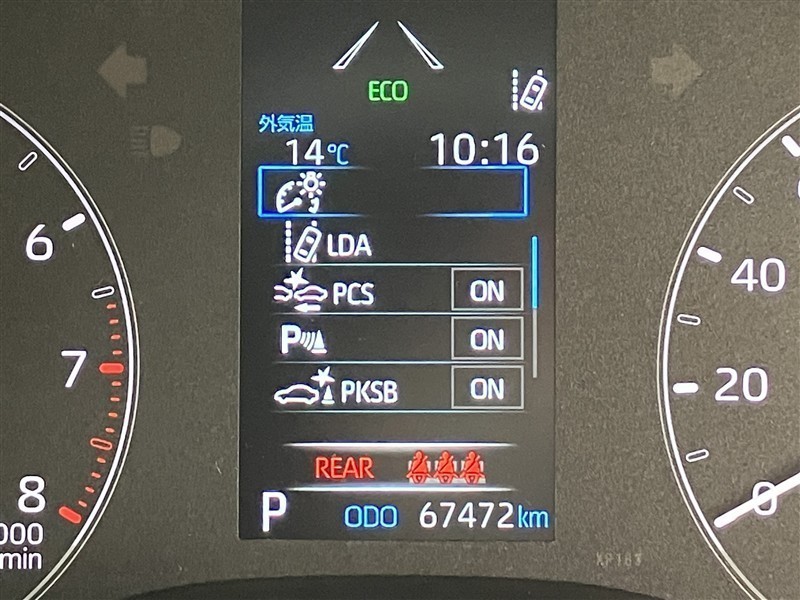 ECO
外気温
14°C 10:16
LDA
PCS ON
P ON
PKSB ON
REAR
P ODO 67472km
6
7
8
000
min
40
20
0